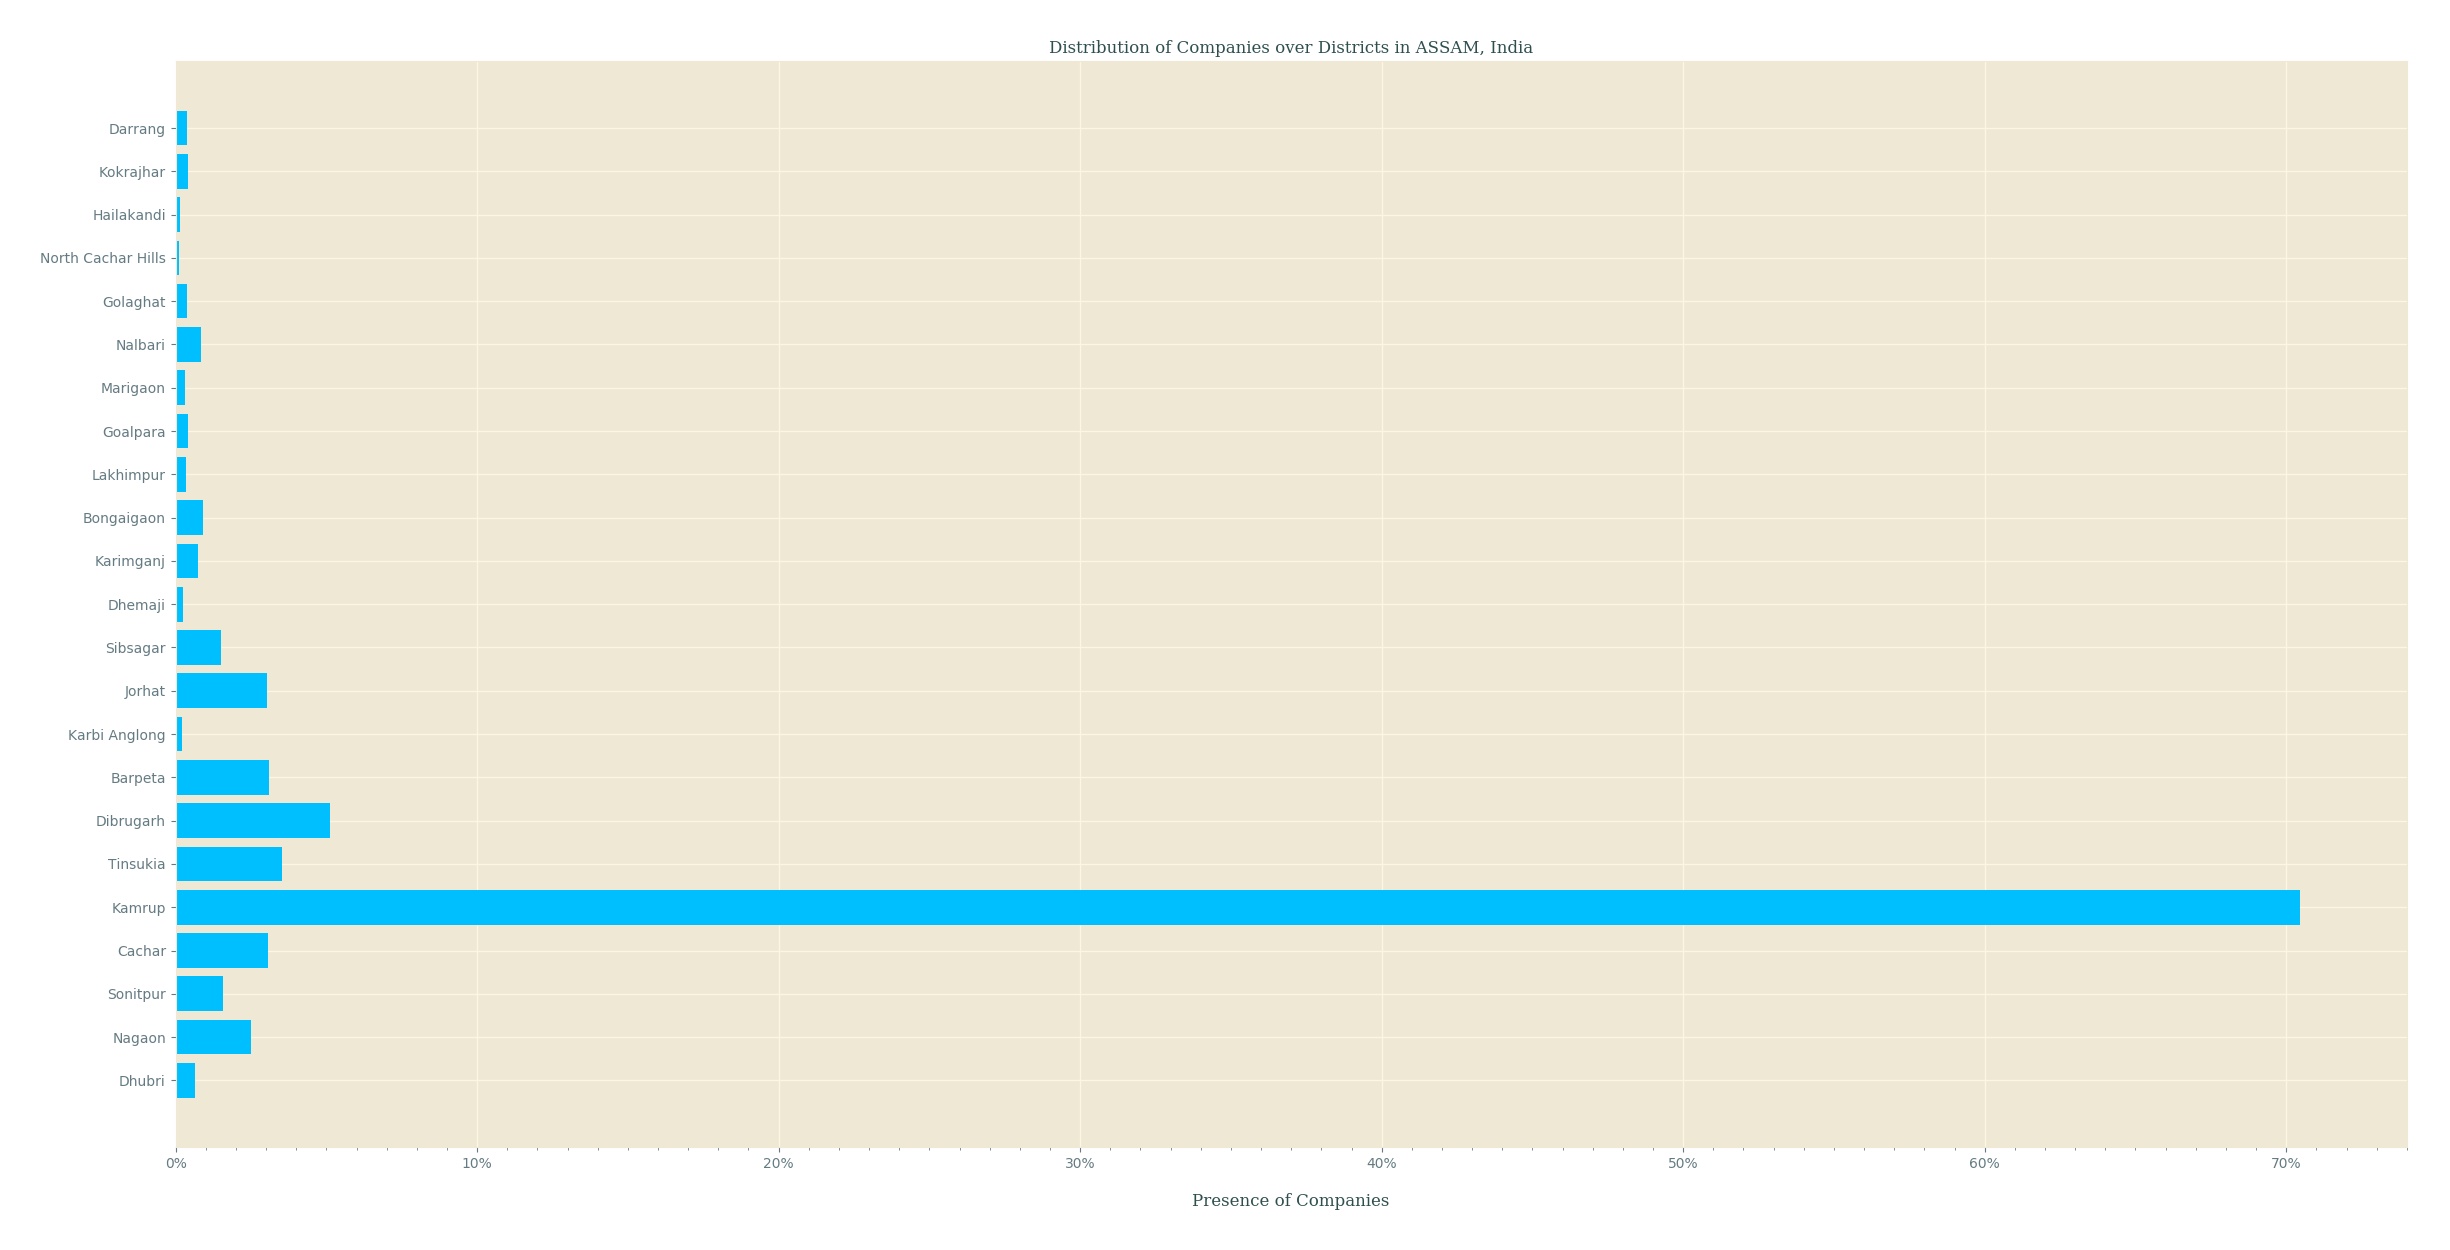 Distribution of Companies over Districts in ASSAM, India
Darrang
Kokrajhar
Hailakandi
North Cachar Hills
Golaghat
Nalbari
Marigaon
Goalpara
Lakhimpur
Bongaigaon
Karimganj
Dhemaji
Sibsagar
Jorhat
Karbi Anglong
Barpeta
Dibrugarh
Tinsukia
Kamrup
Cachar
Sonitpur
Nagaon
Dhubri
0% 10% 20% 30% 40% 50% 60% 70%
Presence of Companies